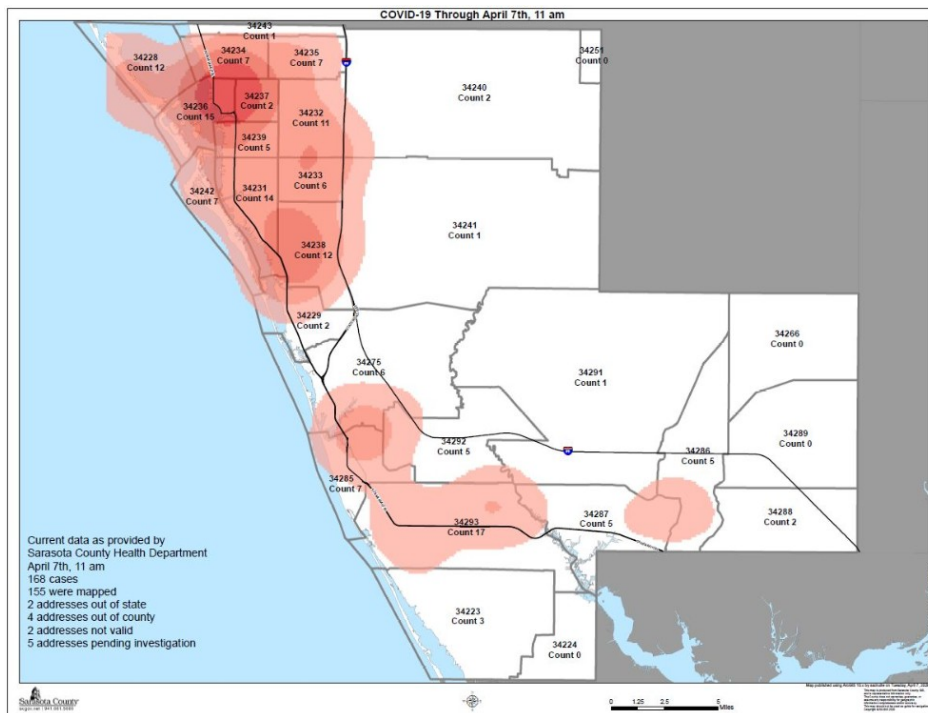 COVID-19 Through April 7th, 11 am
34243
Count 1
34251
Count 0
34234
Count 7
34235
Count 7
34228
Count 12
34240
Count 2
34237
Count 2
34236
Count 15
34232
Count 11
34239
Count 5
34233
Count 6
34242
Count 7
34231
Count 14
34241
Count 1
34238
Count 12
34229
Count 2
34266
Count 0
34275
Count 6
34291
Count 1
34289
Count 0
34292
Count 5
34286
Count 5
34285
Count 7
34287
Count 5
34288
Count 2
34293
Count 17
Current data as provided by
Sarasota County Health Department
April 7th, 11 am
168 cases
155 were mapped
2 addresses out of state
4 addresses out of county
2 addresses not valid
5 addresses pending investigation
34223
Count 3
34224
Count 0
Sarasota County
0 1.25 2.5 5
Miles